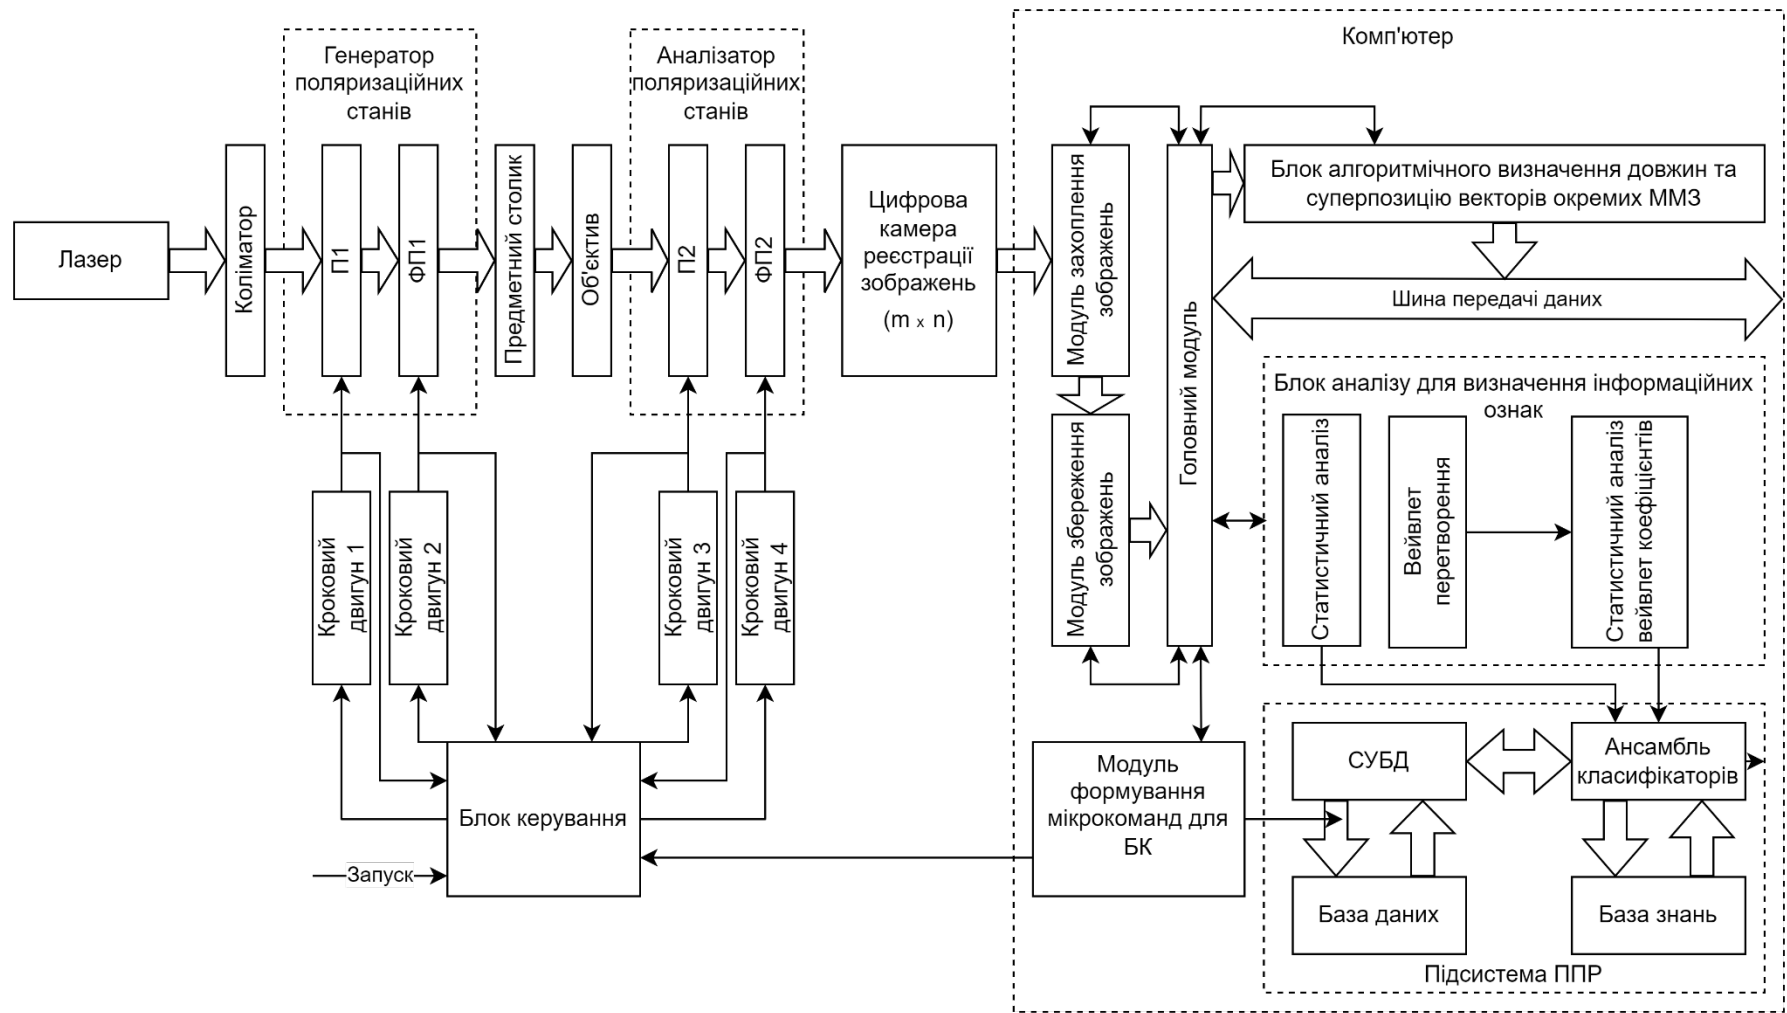 Комп'ютер
Генератор
поляризаційних
станів
Аналізатор
поляризаційних
станів
Лазер
Коліматор
П1
ФП1
Предметний столик
Об'єктив
П2
ФП2
Цифрова
камера
реєстрації
зображень
(m x n)
Модуль захоплення
зображень
Головний модуль
Блок алгоритмічного визначення довжин та
суперпозицію векторів окремих ММЗ
Шина передачі даних
Блок аналізу для визначення інформаційних
ознак
Модуль збереження
зображень
Статистичний аналіз
Вейвлет
перетворення
Статистичний аналіз
вейвлет коефіцієнтів
Кроковий
двигун 1
Кроковий
двигун 2
Кроковий
двигун 3
Кроковий
двигун 4
Блок керування
Запуск
Модуль
формування
мікрокоманд для
БК
СУБД
Ансамбль
класифікаторів
База даних
База знань
Підсистема ППР